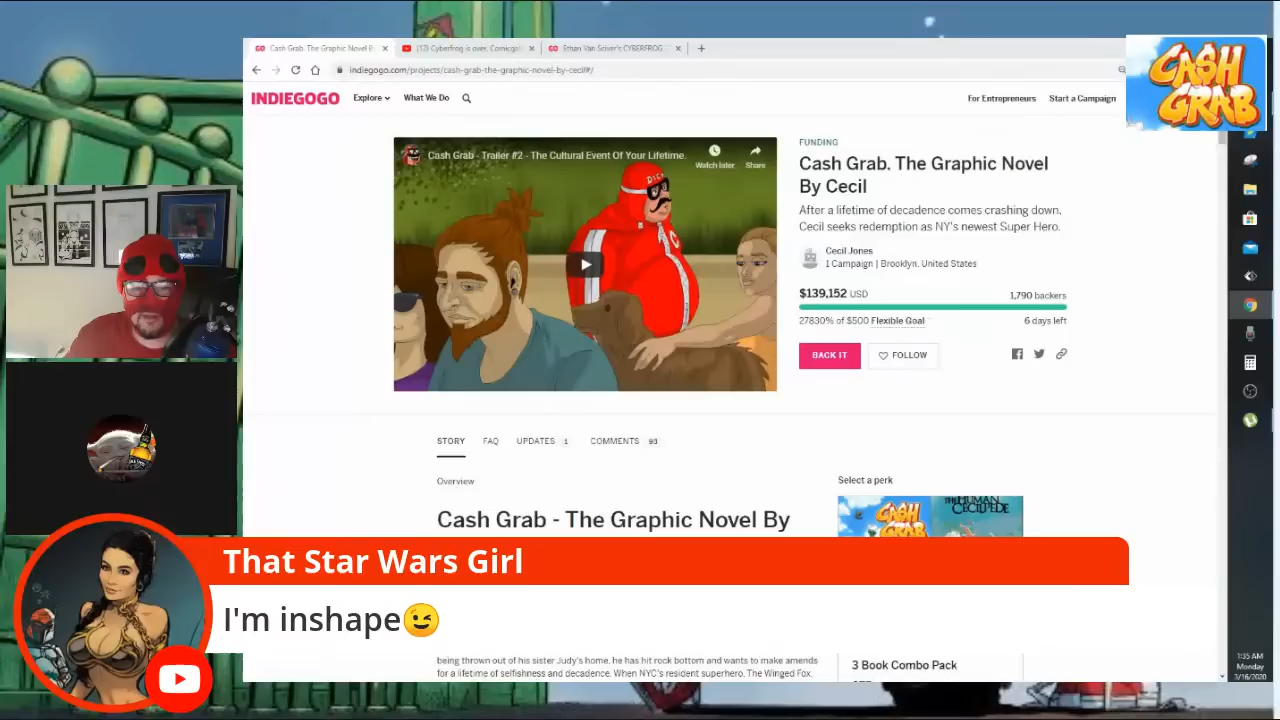 Cash Grab. The Graphic Novel B
(12) Cyberfrog is over. Comicga
Ethan Van Sciver's CYBERFROG
indiegogo.com/projects/cash-grab-the-graphic-novel-by-cecil#/
INDIEGOGO
Explore
What We Do
For Entrepreneurs
Start a Campaign
CASH
GRAB
Cash Grab - Trailer #2 - The Cultural Event Of Your Lifetime.
Watch later
Share
FUNDING
Cash Grab. The Graphic Novel
By Cecil
After a lifetime of decadence comes crashing down,
Cecil seeks redemption as NY's newest Super Hero.
Cecil Jones
1 Campaign | Brooklyn, United States
$139,152 USD
1,790 backers
27830% of $500 Flexible Goal
6 days left
BACK IT
FOLLOW
STORY
FAQ
UPDATES 1
COMMENTS 93
Overview
Select a perk
Cash Grab - The Graphic Novel By
CASH
GRAB
THE HUMAN
CECILPEDE
That Star Wars Girl
I'm inshape😉
being thrown out of his sister Judy's home, he has hit rock bottom and wants to make amends
for a lifetime of selfishness and decadence. When NYC's resident superhero, The Winged Fox,
3 Book Combo Pack
1:35 AM
Monday
3/16/2020